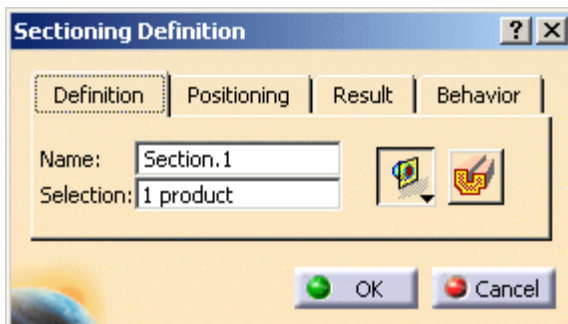 Sectioning Definition
Definition Positioning Result Behavior
Name: Section.1
Selection: 1 product
OK Cancel